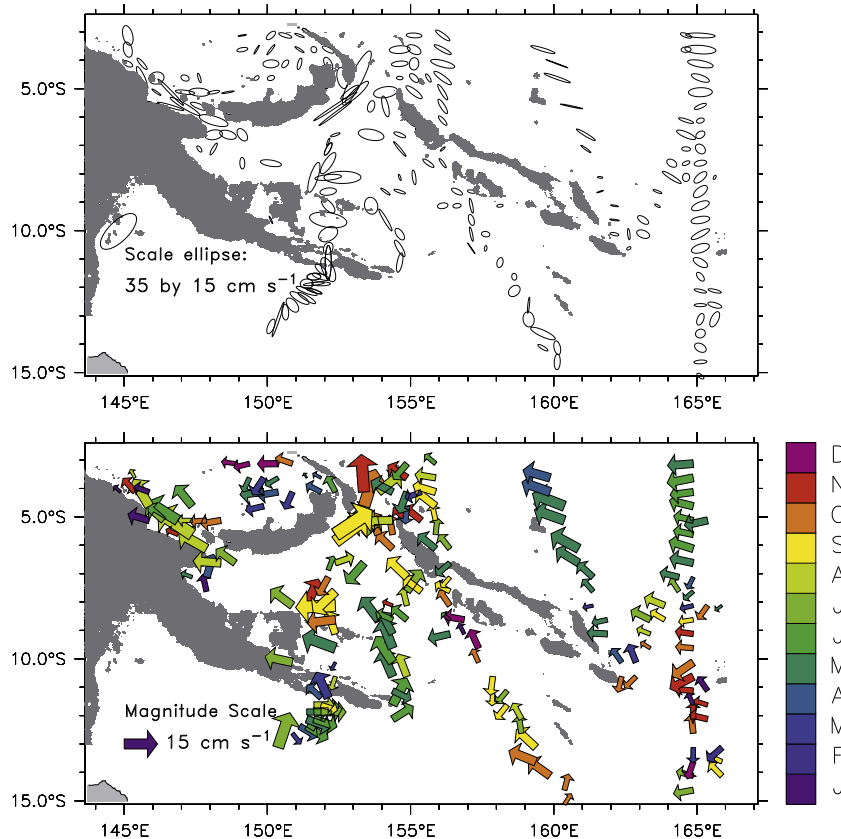 5.0°S
10.0°S
Scale ellipse:
35 by 15 cm s⁻¹
15.0°S
145°E 150°E 155°E 160°E 165°E
D
N
O
5.0°S
S
A
J
J
10.0°S
M
A
Magnitude Scale
15 cm s⁻¹
M
F
J
15.0°S
145°E 150°E 155°E 160°E 165°E